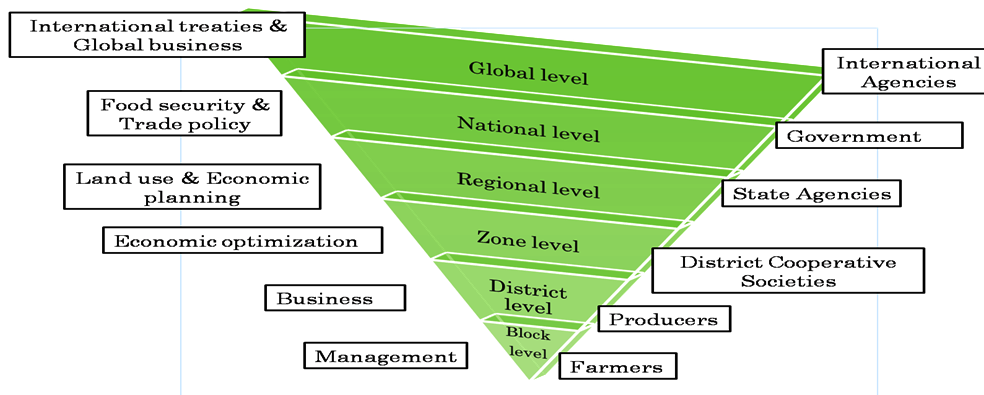 International treaties &
Global business
Global level
International
Agencies
Food security &
Trade policy
National level
Government
Land use & Economic
planning
Regional level
State Agencies
Economic optimization
Zone level
District Cooperative
Societies
Business
District
level
Producers
Management
Block
level
Farmers